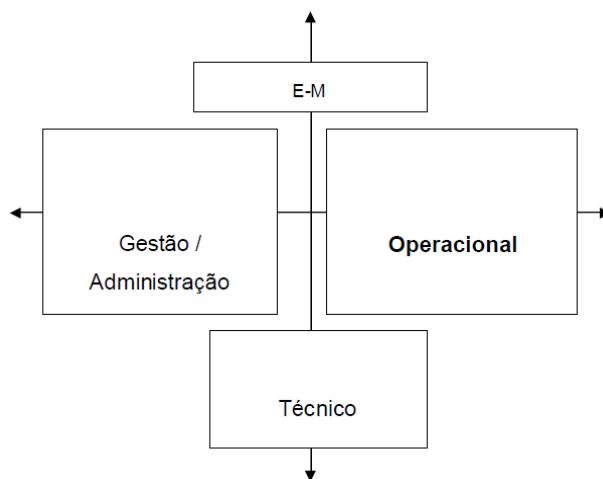 E-M
Gestão /
Administração
Operacional
Técnico